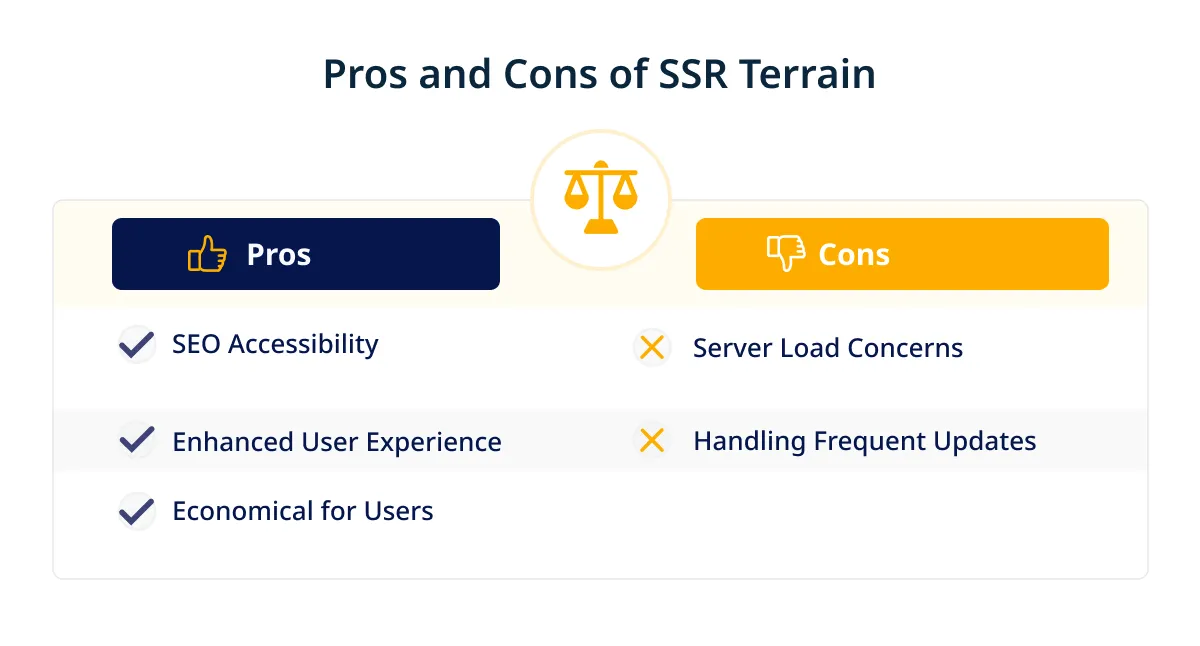 Pros and Cons of SSR Terrain
Pros
Cons
SEO Accessibility
Server Load Concerns
Enhanced User Experience
Handling Frequent Updates
Economical for Users